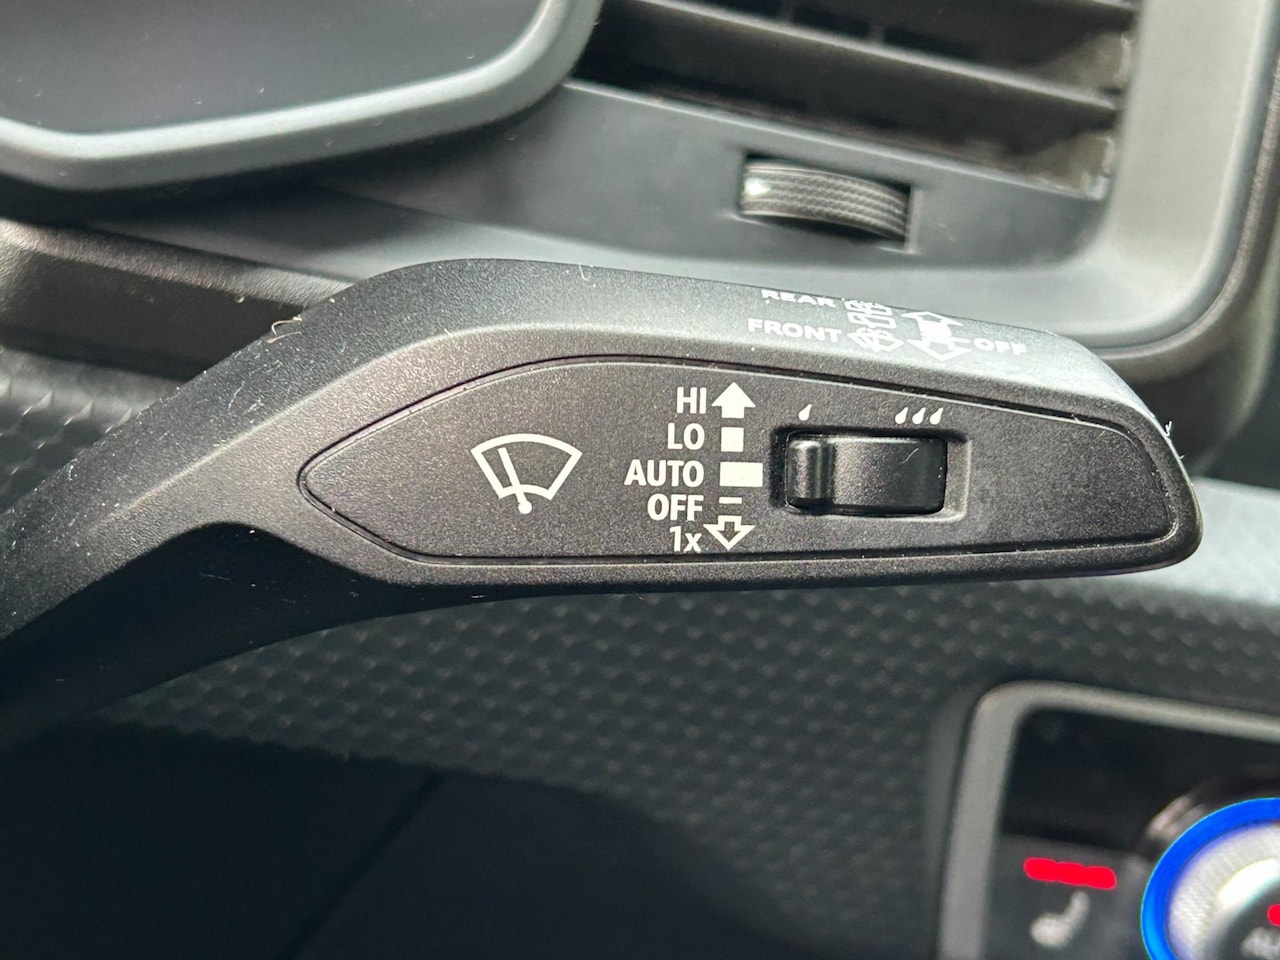 REAR
FRONT OFF
HI
LO
AUTO
OFF
1x